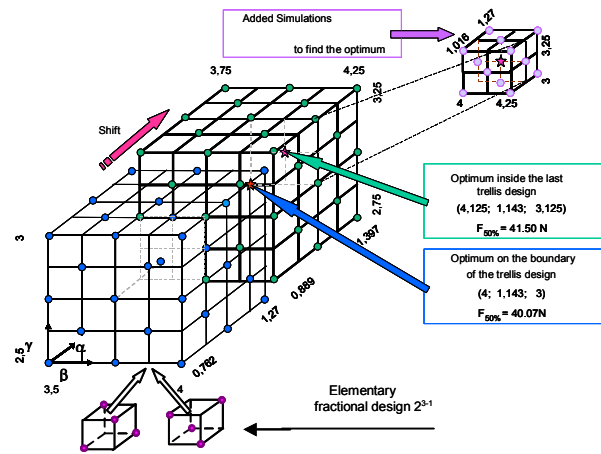 Added Simulations
to find the optimum
1,27
1,016
3,25
3
4
4,25
3,75
4,25
3,25
Shift
Optimum inside the last
trellis design
(4,125; 1,143; 3,125)
F50% = 41.50 N
2,75
1,397
0,889
1,27
0,762
Optimum on the boundary
of the trellis design
(4; 1,143; 3)
F50% = 40.07N
3
2,5
γ
α
β
3,5
4
Elementary
fractional design 2³⁻¹